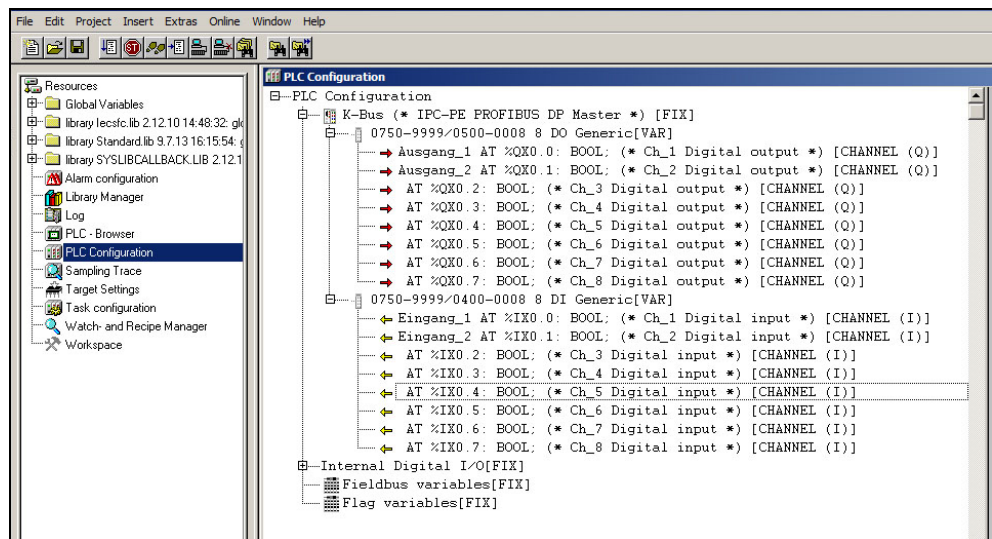 File Edit Project Insert Extras Online Window Help
Resources
Global Variables
library Iecsfc.lib 2.12.10 14:48:32: glo
library Standard.lib 9.7.13 16:15:54: g
library SYSLIBCALLBACK.LIB 2.12.1
Alarm configuration
Library Manager
Log
PLC - Browser
PLC Configuration
Sampling Trace
Target Settings
Task configuration
Watch- and Recipe Manager
Workspace
PLC Configuration
PLC Configuration
K-Bus (* IPC-PE PROFIBUS DP Master *) [FIX]
0750-9999/0500-0008 8 DO Generic[VAR]
Ausgang_1 AT %QX0.0: BOOL; (* Ch_1 Digital output *) [CHANNEL (Q)]
Ausgang_2 AT %QX0.1: BOOL; (* Ch_2 Digital output *) [CHANNEL (Q)]
AT %QX0.2: BOOL; (* Ch_3 Digital output *) [CHANNEL (Q)]
AT %QX0.3: BOOL; (* Ch_4 Digital output *) [CHANNEL (Q)]
AT %QX0.4: BOOL; (* Ch_5 Digital output *) [CHANNEL (Q)]
AT %QX0.5: BOOL; (* Ch_6 Digital output *) [CHANNEL (Q)]
AT %QX0.6: BOOL; (* Ch_7 Digital output *) [CHANNEL (Q)]
AT %QX0.7: BOOL; (* Ch_8 Digital output *) [CHANNEL (Q)]
0750-9999/0400-0008 8 DI Generic[VAR]
Eingang_1 AT %IX0.0: BOOL; (* Ch_1 Digital input *) [CHANNEL (I)]
Eingang_2 AT %IX0.1: BOOL; (* Ch_2 Digital input *) [CHANNEL (I)]
AT %IX0.2: BOOL; (* Ch_3 Digital input *) [CHANNEL (I)]
AT %IX0.3: BOOL; (* Ch_4 Digital input *) [CHANNEL (I)]
AT %IX0.4: BOOL; (* Ch_5 Digital input *) [CHANNEL (I)]
AT %IX0.5: BOOL; (* Ch_6 Digital input *) [CHANNEL (I)]
AT %IX0.6: BOOL; (* Ch_7 Digital input *) [CHANNEL (I)]
AT %IX0.7: BOOL; (* Ch_8 Digital input *) [CHANNEL (I)]
Internal Digital I/O[FIX]
Fieldbus variables[FIX]
Flag variables[FIX]